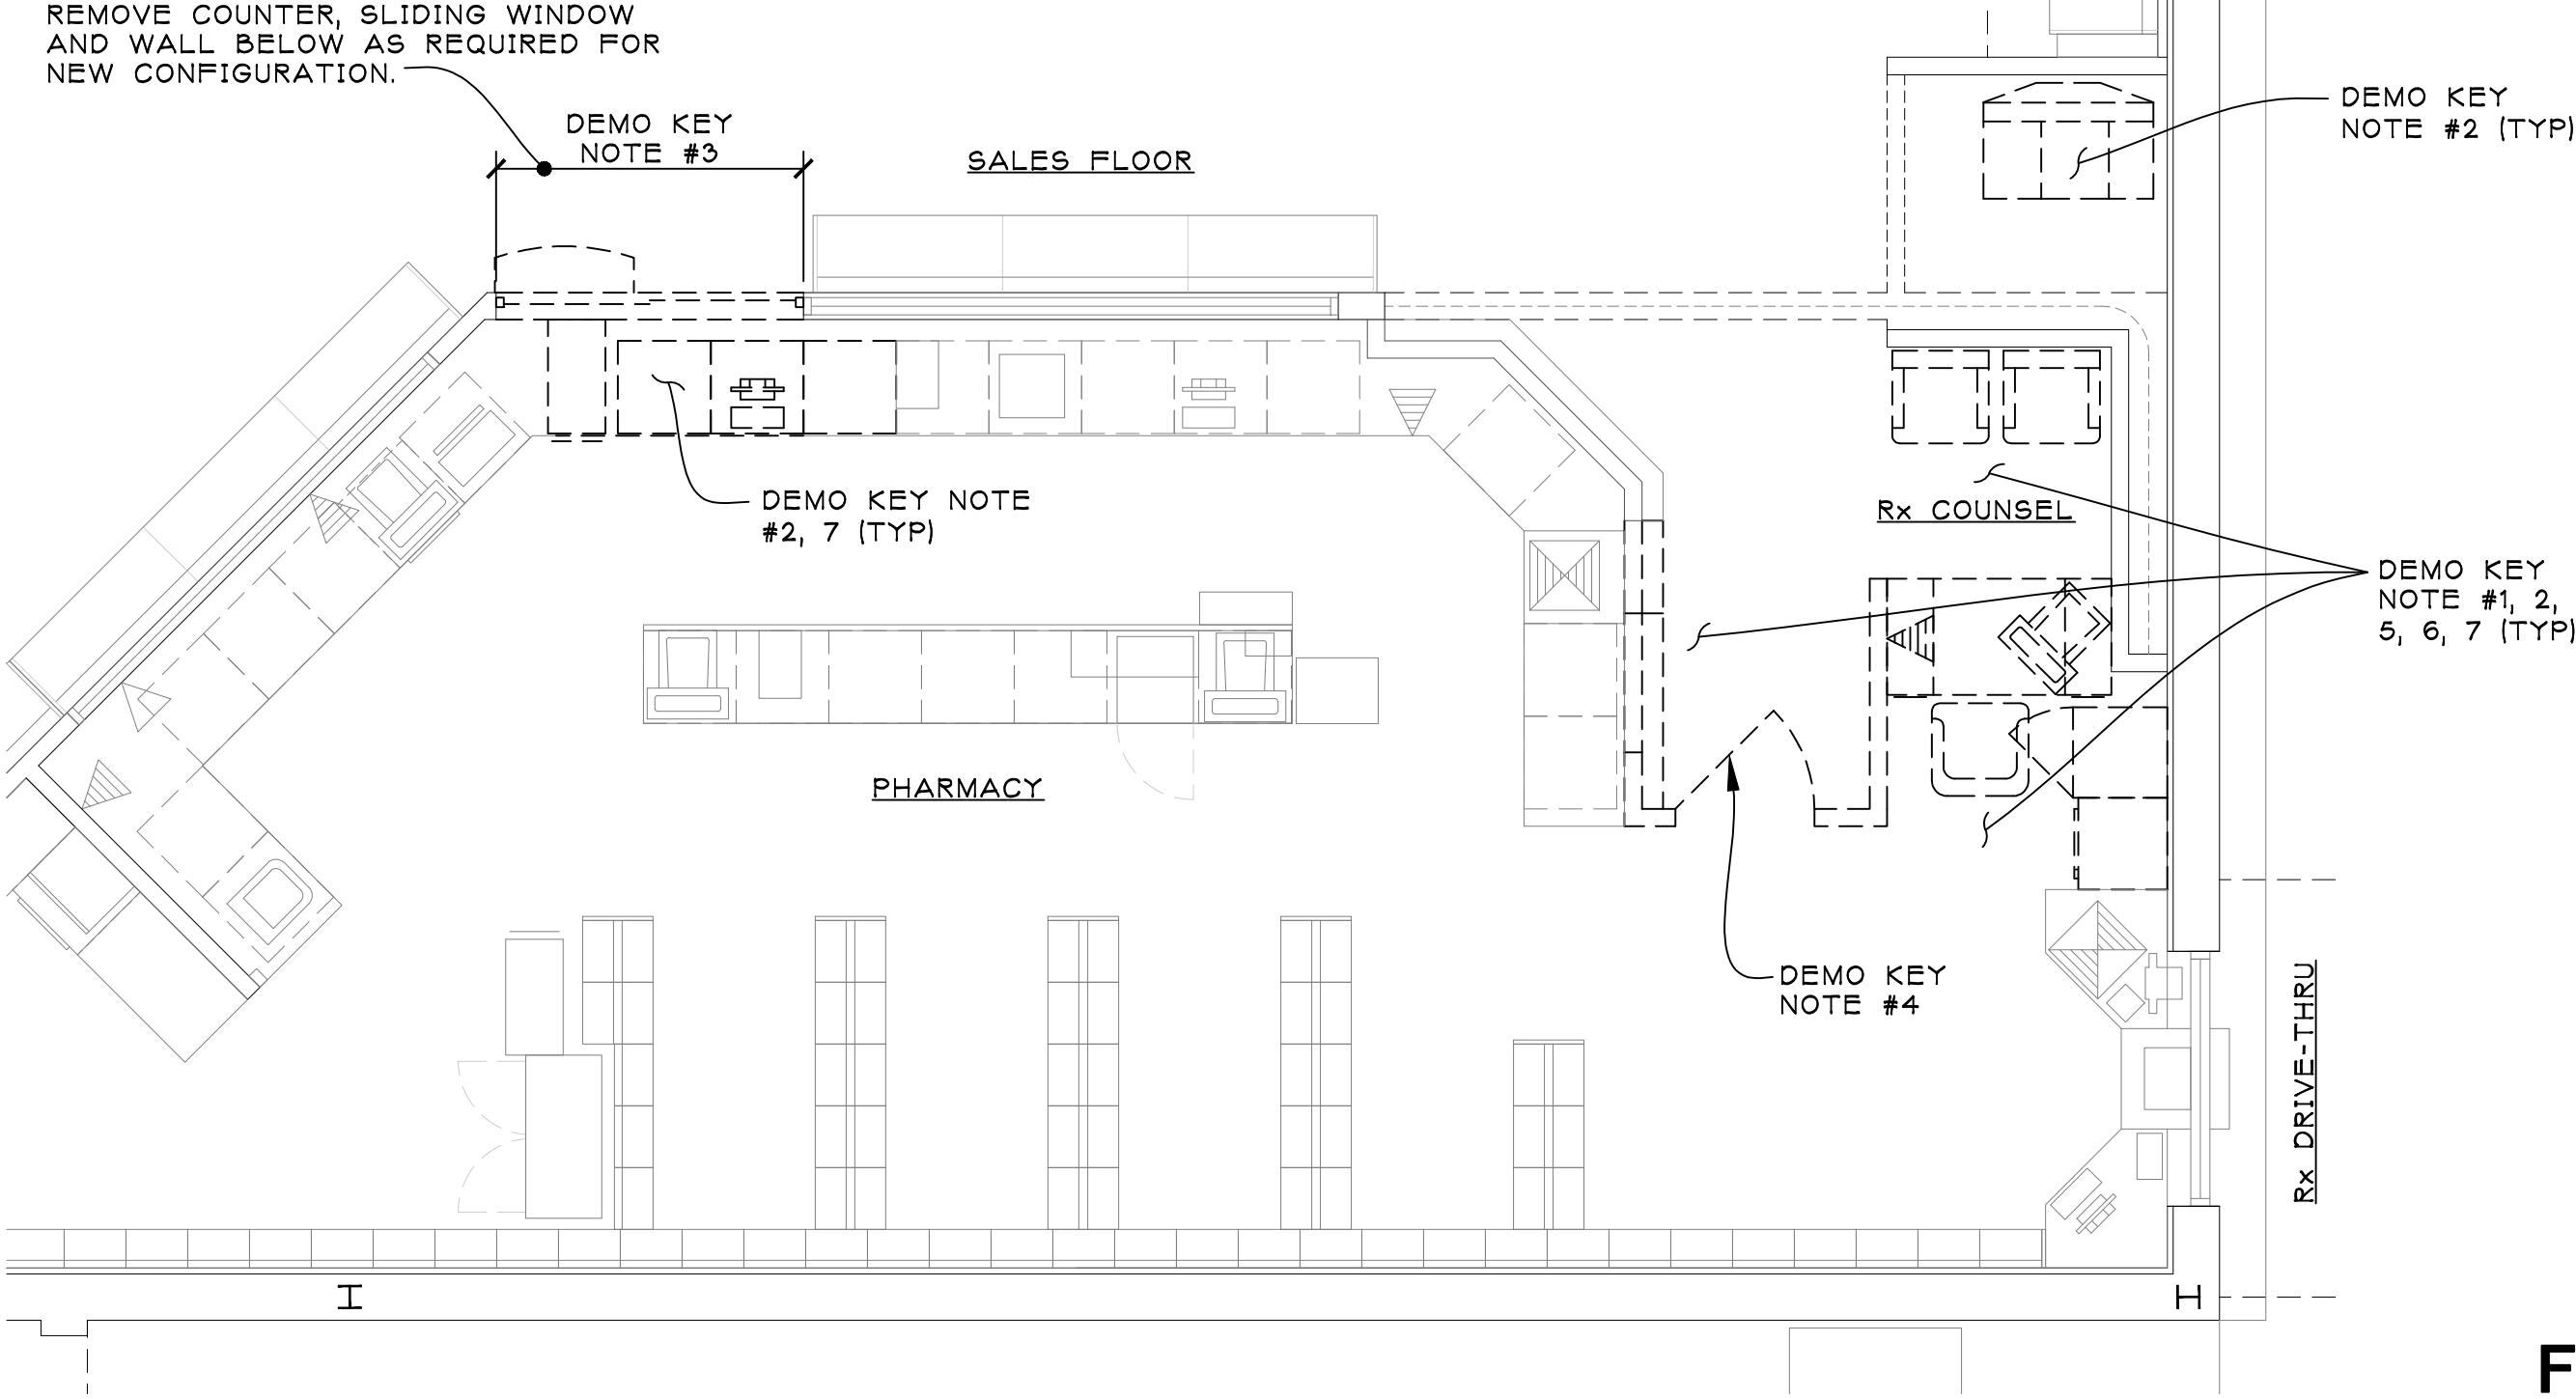 REMOVE COUNTER, SLIDING WINDOW
AND WALL BELOW AS REQUIRED FOR
NEW CONFIGURATION.
DEMO KEY
NOTE #3
SALES FLOOR
DEMO KEY
NOTE #2 (TYP)
DEMO KEY NOTE
#2, 7 (TYP)
Rx COUNSEL
DEMO KEY
NOTE #1, 2,
5, 6, 7 (TYP)
PHARMACY
DEMO KEY
NOTE #4
Rx DRIVE-THRU
F